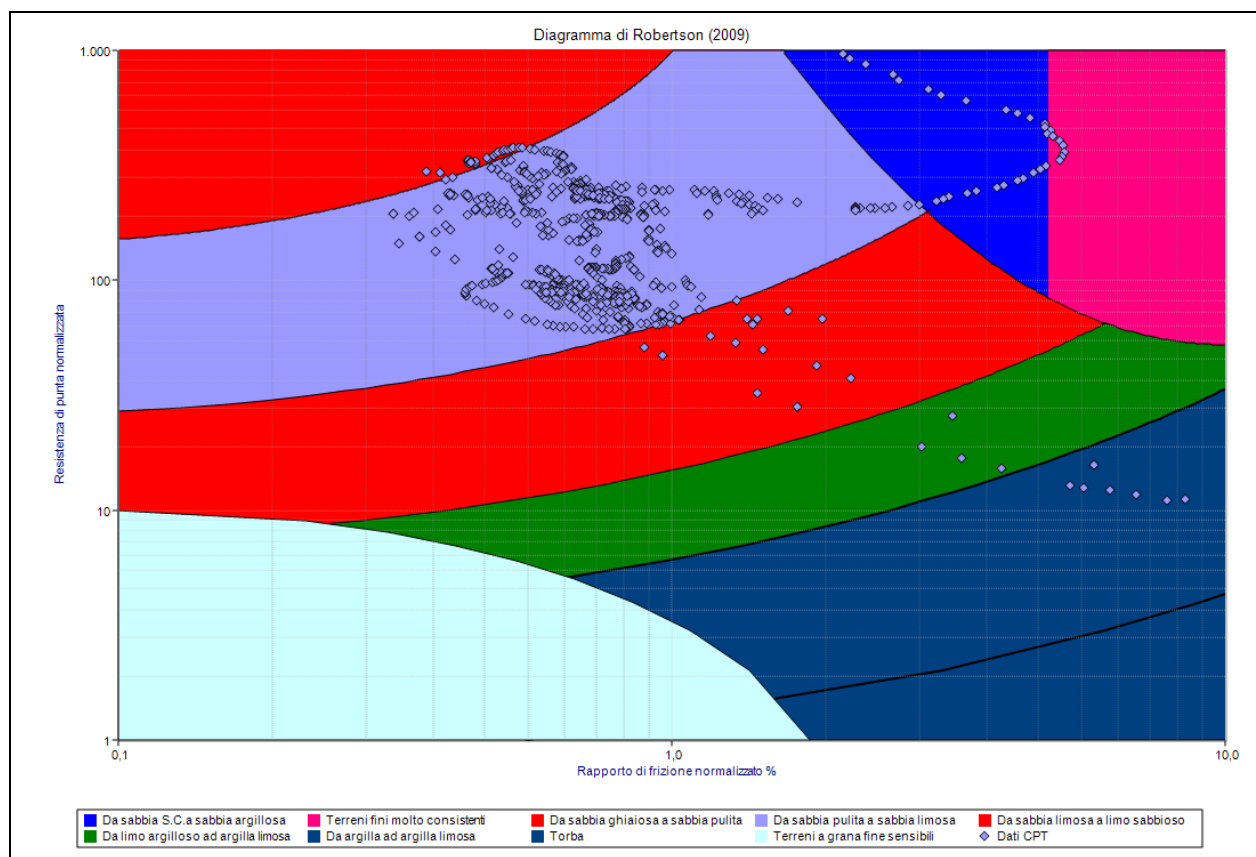 Diagramma di Robertson (2009)
1.000
100
10
1
Resistenza di punta normalizzata
0,1
1,0
10,0
Rapporto di frizione normalizzato %
Da sabbia S.C.a sabbia argillosa
Terreni fini molto consistenti
Da sabbia ghiaiosa a sabbia pulita
Da sabbia pulita a sabbia limosa
Da sabbia limosa a limo sabbioso
Da limo argilloso ad argilla limosa
Da argilla ad argilla limosa
Torba
Terreni a grana fine sensibili
Dati CPT